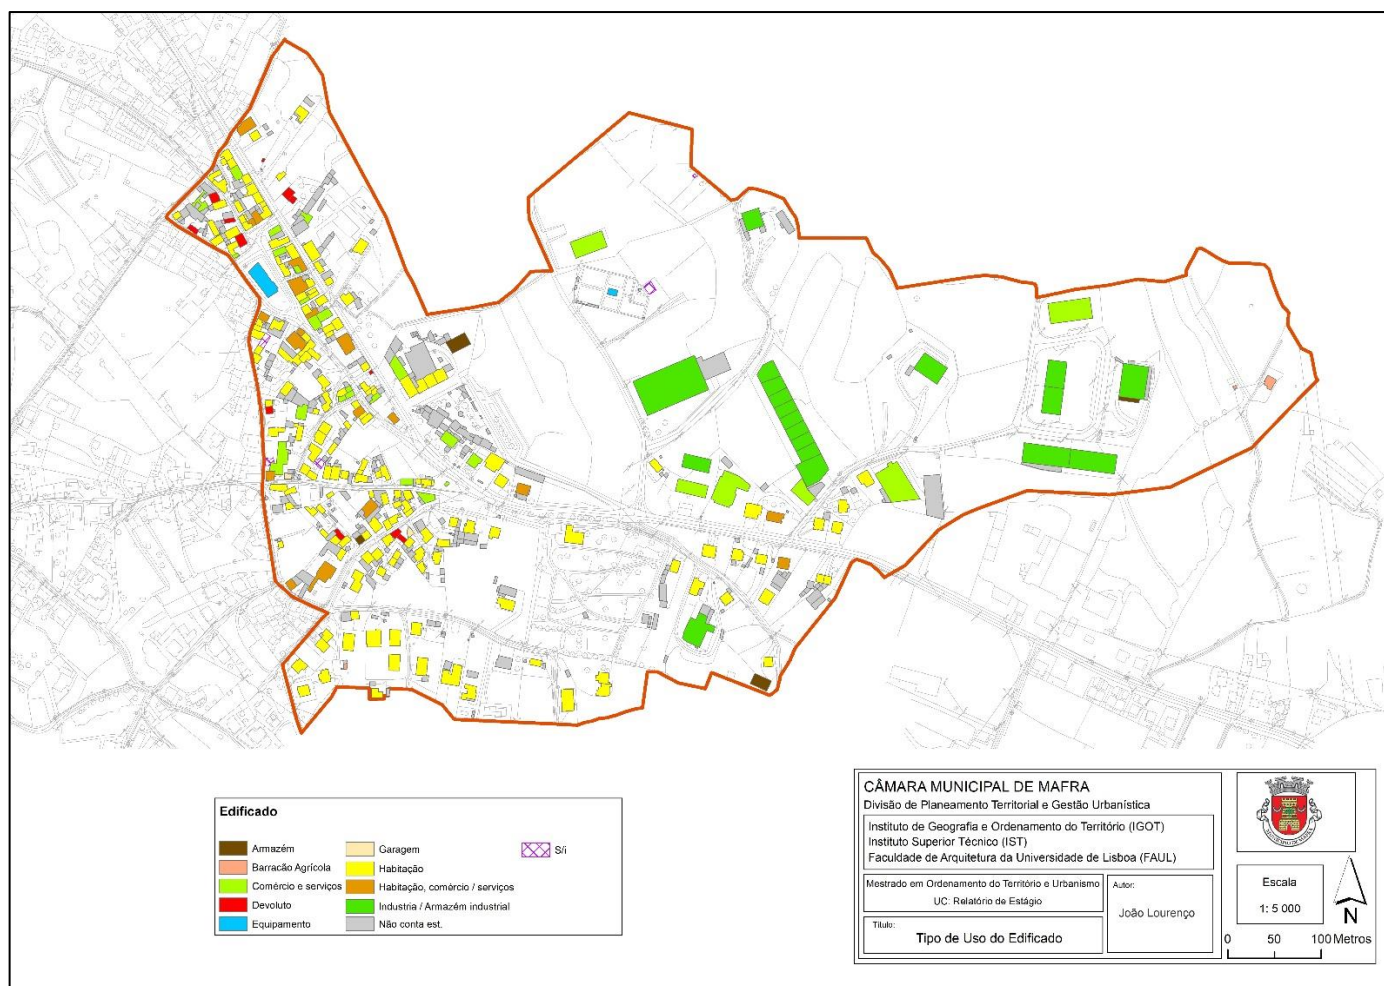 Edificado
Armazém
Barracão Agrícola
Comércio e serviços
Devoluto
Equipamento
Garagem
Habitação
Habitação, comércio / serviços
Industria / Armazém industrial
Não conta est.
S/i
CÂMARA MUNICIPAL DE MAFRA
Divisão de Planeamento Territorial e Gestão Urbanística
Instituto de Geografia e Ordenamento do Território (IGOT)
Instituto Superior Técnico (IST)
Faculdade de Arquitetura da Universidade de Lisboa (FAUL)
Mestrado em Ordenamento do Território e Urbanismo
UC: Relatório de Estágio
Autor:
João Lourenço
Título:
Tipo de Uso do Edificado
Escala
1: 5 000
N
0 50 100 Metros